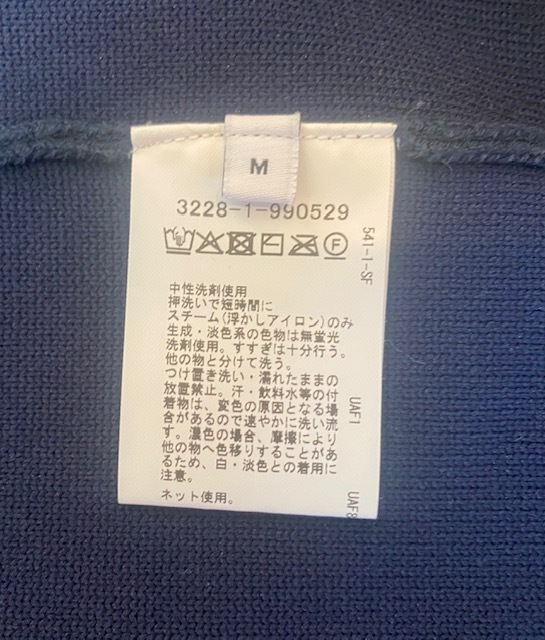 M
3228-1-990529
F
中性洗剤使用
押洗いで短時間に
スチーム(浮かしアイロン)のみ
生成・淡色系の色物は無蛍光
洗剤使用。すすぎは十分行う。
他の物と分けて洗う。
つけ置き洗い・濡れたままの
放置禁止。汗・飲料水等の付
着物は、変色の原因となる場
合があるので速やかに洗い流
す。濃色の場合、摩擦により
他の物へ色移りすることがあ
るため、白・淡色との着用に
注意。
ネット使用。
541-1-SF
UAF1
UAF8